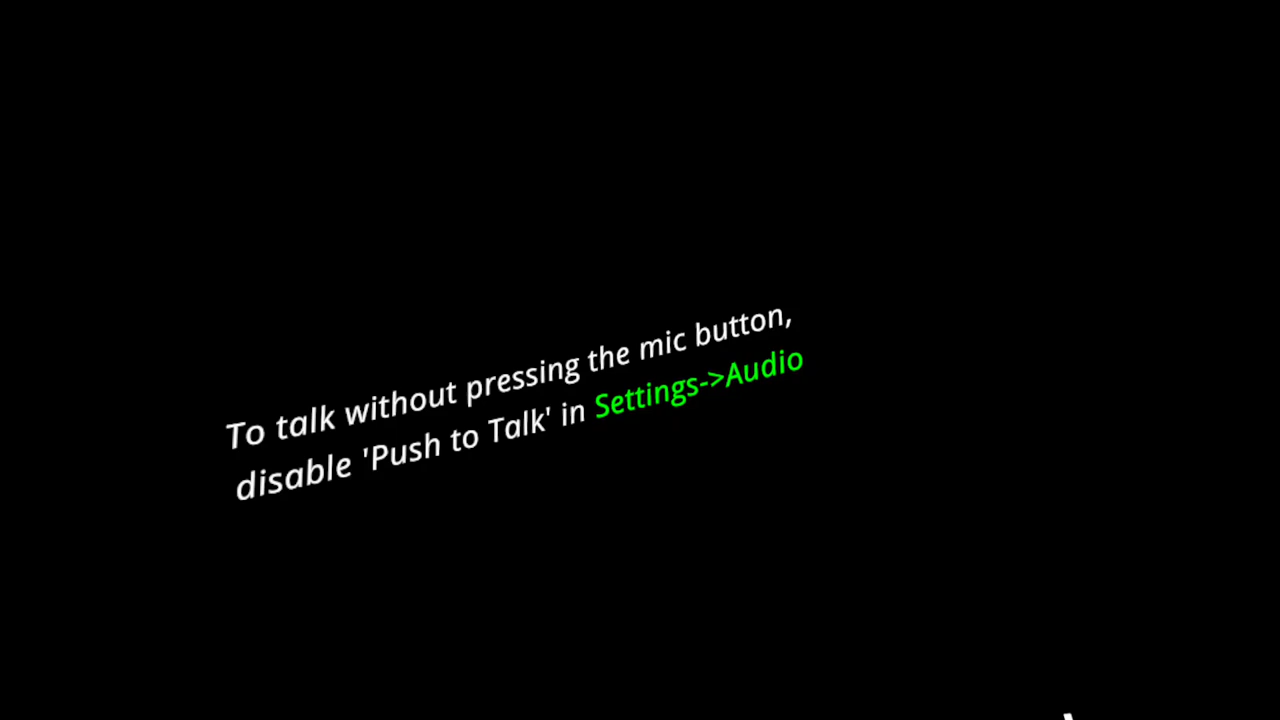 To talk without pressing the mic button,
disable 'Push to Talk' in Settings->Audio